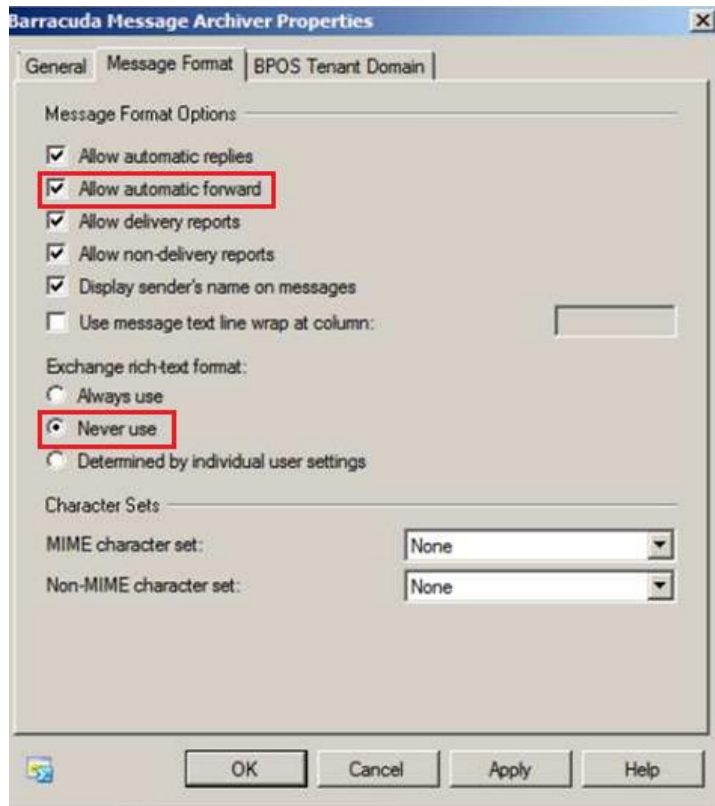 Barracuda Message Archiver Properties
General Message Format BPOS Tenant Domain
Message Format Options
Allow automatic replies
Allow automatic forward
Allow delivery reports
Allow non-delivery reports
Display sender's name on messages
Use message text line wrap at column:
Exchange rich-text format:
Always use
Never use
Determined by individual user settings
Character Sets
MIME character set: None
Non-MIME character set: None
OK Cancel Apply Help